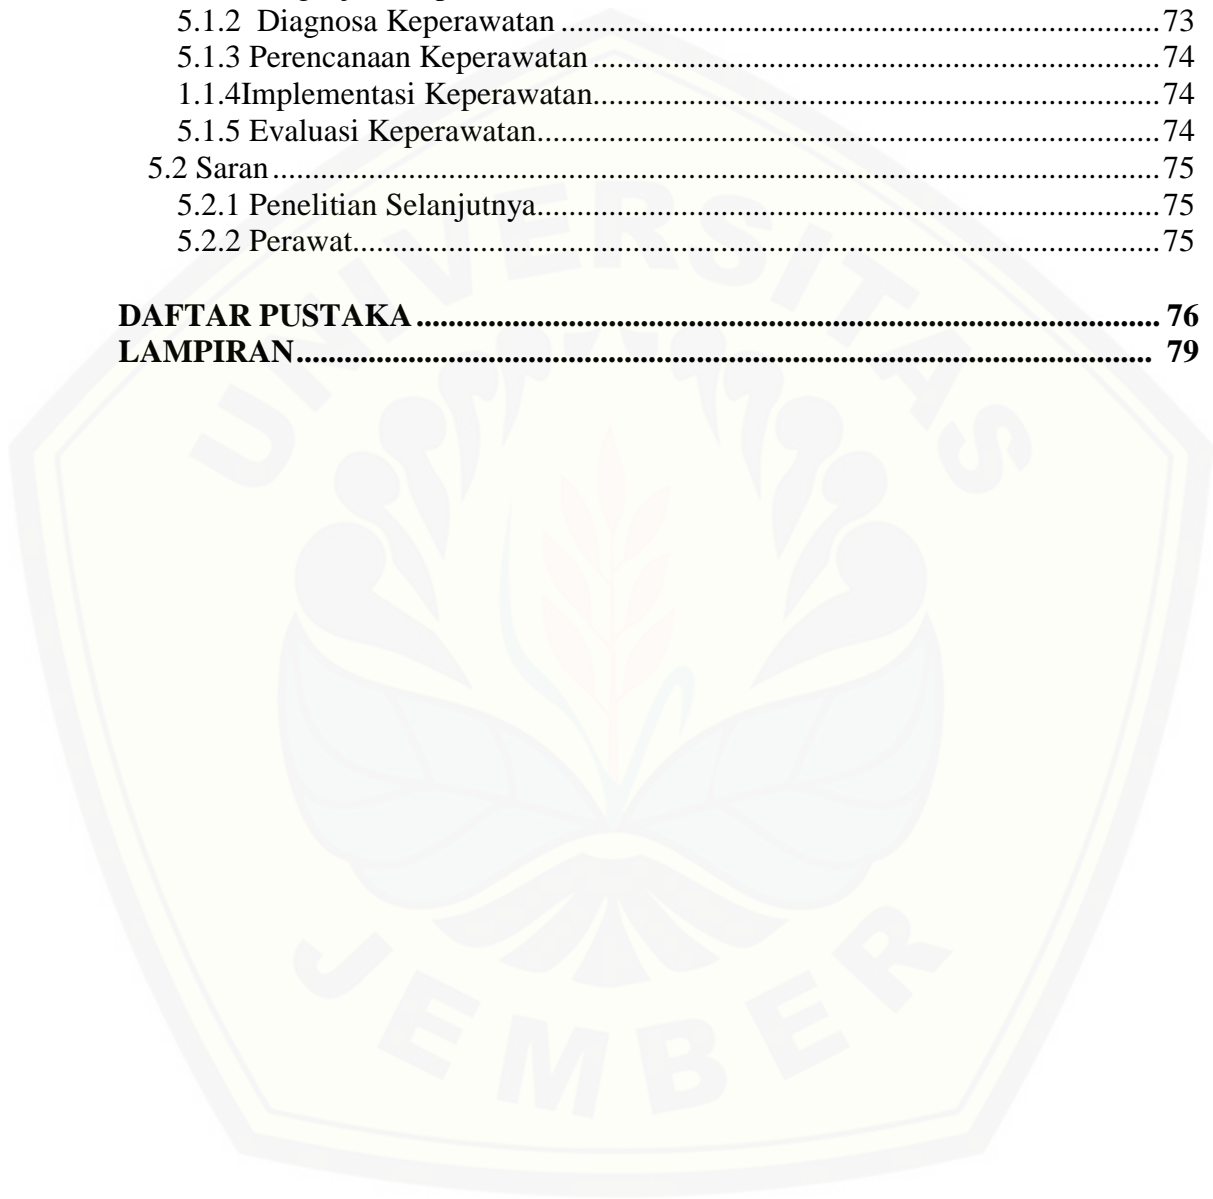 5.1.2  Diagnosa Keperawatan ........................................................................... 73
5.1.3 Perencanaan Keperawatan ....................................................................... 74
1.1.4Implementasi Keperawatan....................................................................... 74
5.1.5 Evaluasi Keperawatan.............................................................................. 74
5.2 Saran ............................................................................................................... 75
5.2.1 Penelitian Selanjutnya.............................................................................. 75
5.2.2 Perawat..................................................................................................... 75
DAFTAR PUSTAKA .............................................................................................. 76
LAMPIRAN............................................................................................................ 79
UNIVERSITAS
JEMBER